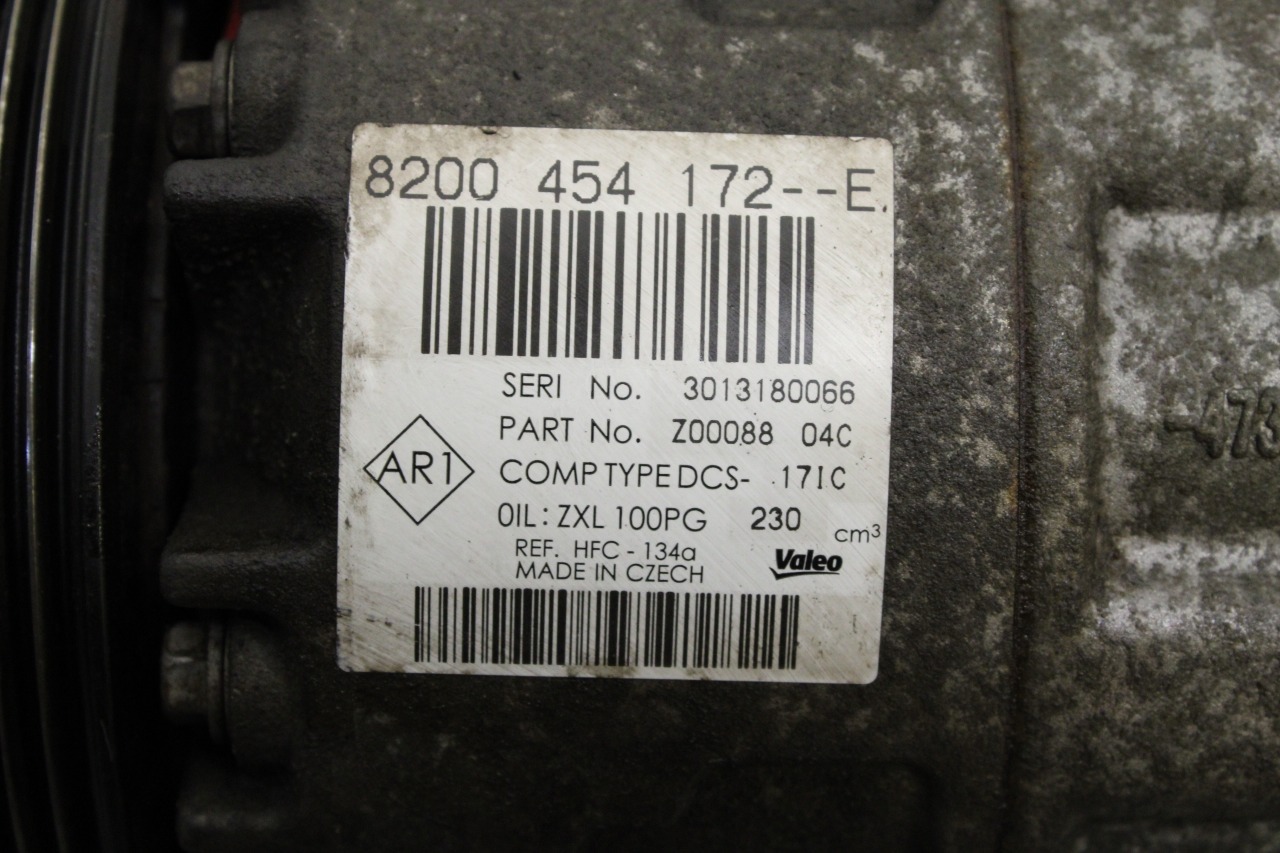 8200 454 172--E.
SERI No. 3013180066
PART No. Z00088 04C
AR1
COMP TYPE DCS- .171C
OIL: ZXL 100PG 230 cm³
REF. HFC - 134a
MADE IN CZECH
Valeo
-473